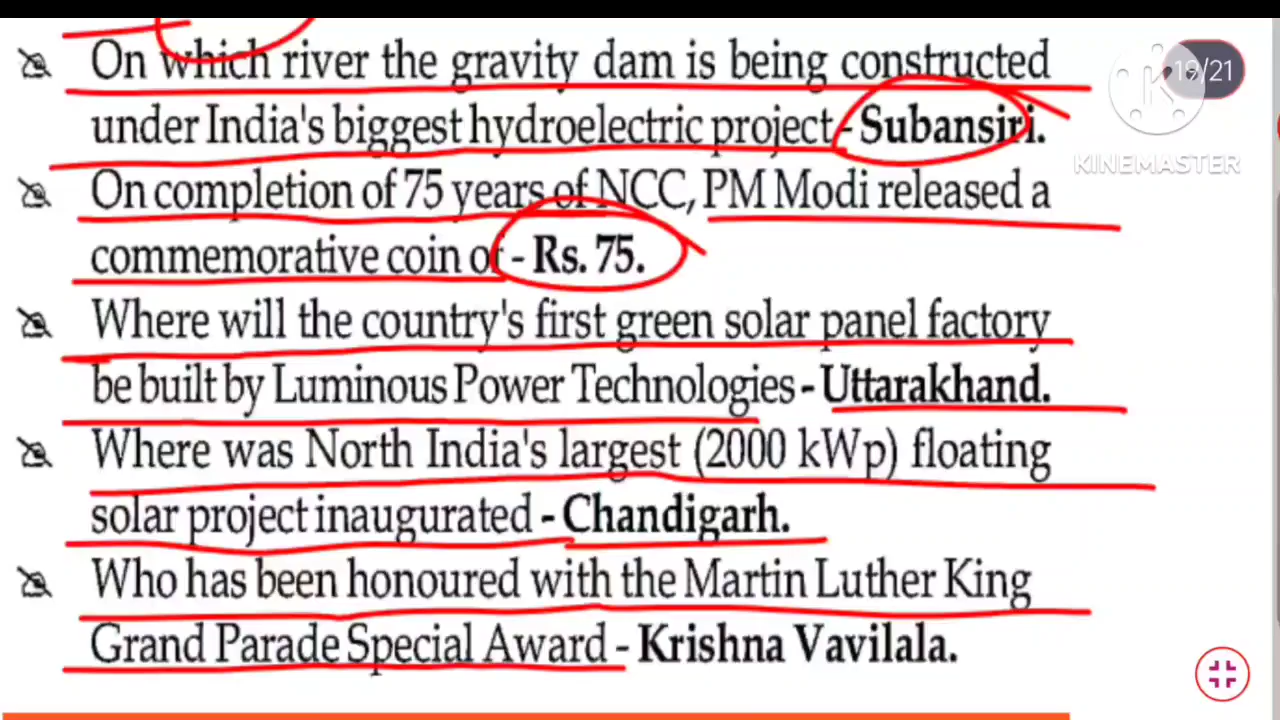 On which river the gravity dam is being constructed
19/21
under India's biggest hydroelectric project - Subansiri.
KINEMASTER
On completion of 75 years of NCC, PM Modi released a
commemorative coin of - Rs. 75.
Where will the country's first green solar panel factory
be built by Luminous Power Technologies - Uttarakhand.
Where was North India's largest (2000 kWp) floating
solar project inaugurated - Chandigarh.
Who has been honoured with the Martin Luther King
Grand Parade Special Award - Krishna Vavilala.